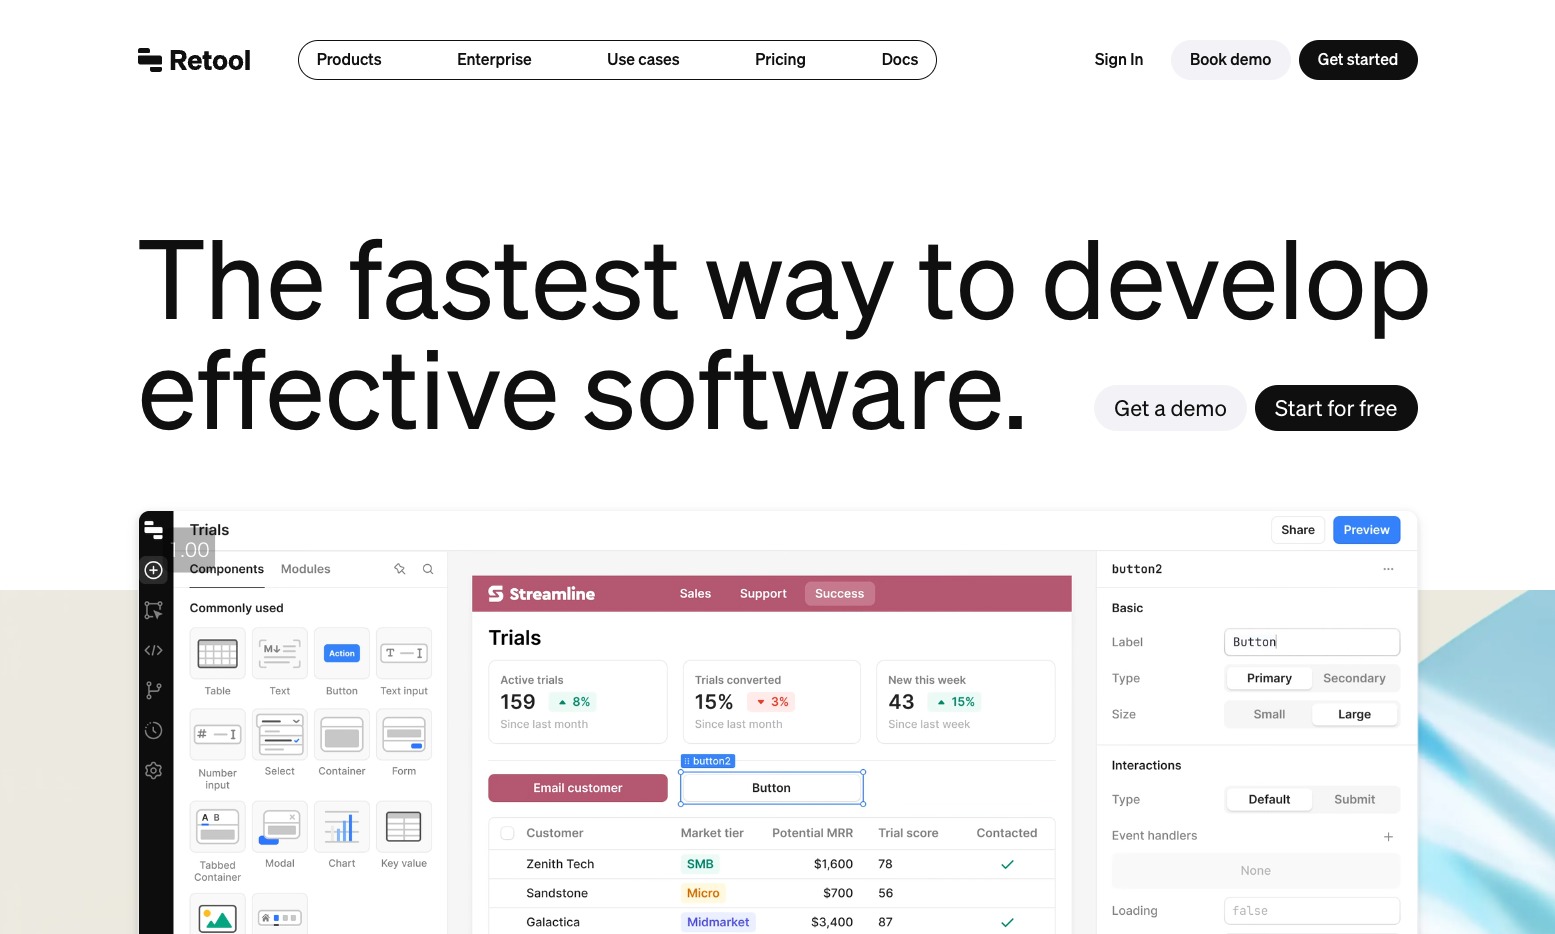 Retool
Products Enterprise Use cases Pricing Docs
Sign In Book demo Get started
The fastest way to develop
effective software.
Get a demo Start for free
Trials
Share Preview
1.00
Components Modules
Commonly used
M↓
Action
T
Table Text Button Text input
#
Number
input
Select Container Form
A B
Tabbed
Container
Modal Chart Key value
Streamline
Sales Support Success
Trials
Active trials
159 8%
Since last month
Trials converted
15% 3%
Since last month
New this week
43 15%
Since last week
button2
Email customer Button
Customer Market tier Potential MRR Trial score Contacted
Zenith Tech SMB $1,600 78
Sandstone Micro $700 56
Galactica Midmarket $3,400 87
button2
Basic
Label Button
Type Primary Secondary
Size Small Large
Interactions
Type Default Submit
Event handlers +
None
Loading false